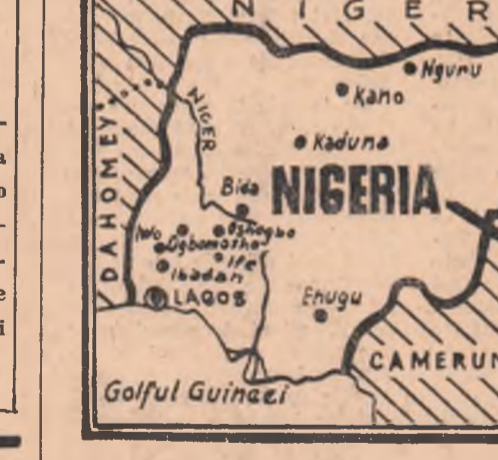 NIGER
Nguru
Kano
NIGER
Kaduna
DAHOMEY
Bida
NIGERIA
Iwo
Oshogbo
Ogbomosho
Ife
Ibadan
LAGOS
Enugu
CAMERUN
Golful Guineei
a
o
e
i